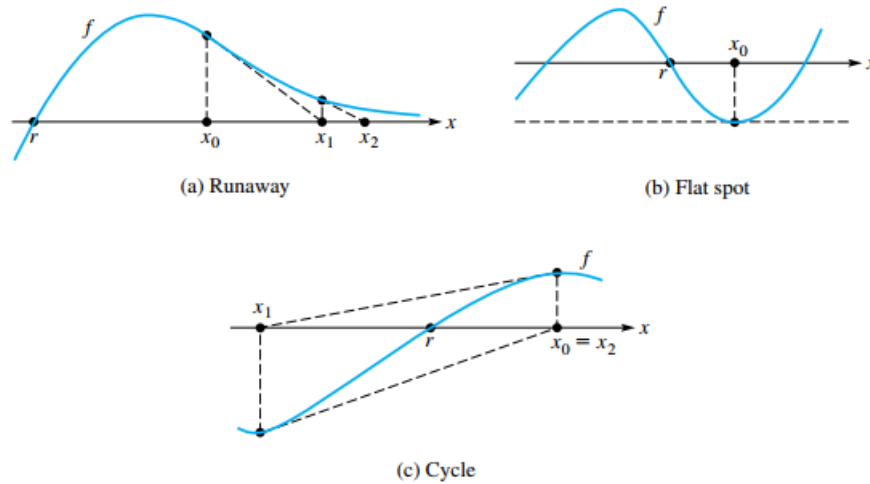 f
r
x₀
x₁
x₂
x
(a) Runaway
f
x₀
r
x
(b) Flat spot
f
x₁
r
x₀ = x₂
x
(c) Cycle